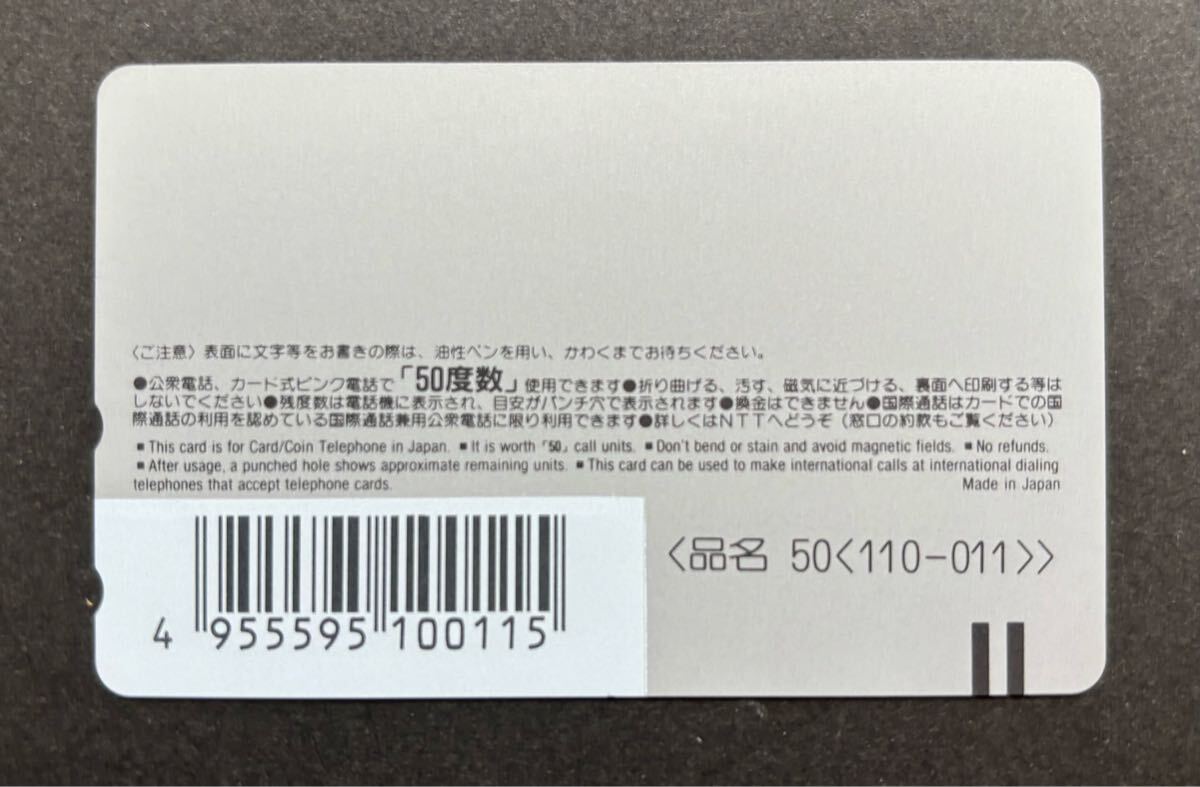 〈ご注意〉表面に文字等をお書きの際は、油性ペンを用い、かわくまでお待ちください。
●公衆電話、カード式ピンク電話で「50度数」使用できます●折り曲げる、汚す、磁気に近づける、裏面へ印刷する等は
しないでください●残度数は電話機に表示され、目安がパンチ穴で表示されます●換金はできません●国際通話はカードでの国
際通話の利用を認めている国際通話兼用公衆電話に限り利用できます●詳しくはNTTへどうぞ（窓口の約款もご覧ください）
■ This card is for Card/Coin Telephone in Japan. ■ It is worth「50」call units. ■ Don't bend or stain and avoid magnetic fields. ■ No refunds.
■ After usage, a punched hole shows approximate remaining units. ■ This card can be used to make international calls at international dialing
telephones that accept telephone cards. Made in Japan
〈品名 50〈110-011〉〉
4 955595 100115